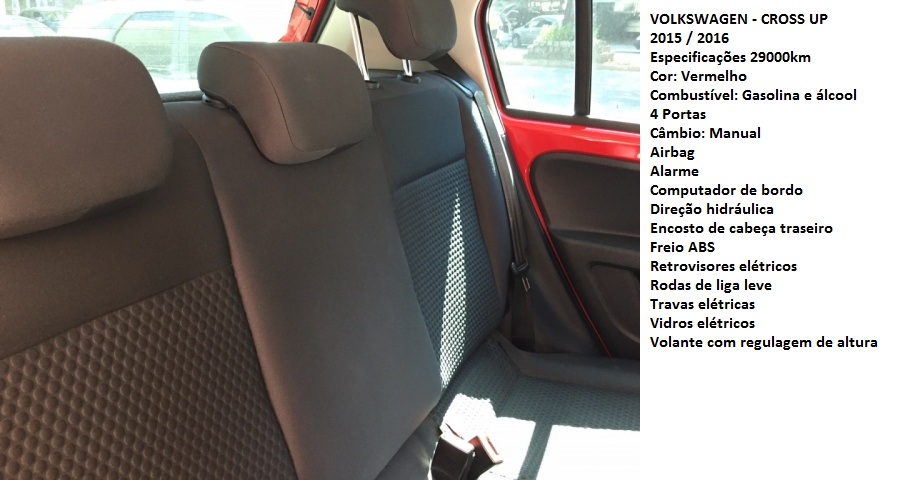 VOLKSWAGEN - CROSS UP
2015 / 2016
Especificações 29000km
Cor: Vermelho
Combustível: Gasolina e álcool
4 Portas
Câmbio: Manual
Airbag
Alarme
Computador de bordo
Direção hidráulica
Encosto de cabeça traseiro
Freio ABS
Retrovisores elétricos
Rodas de liga leve
Travas elétricas
Vidros elétricos
Volante com regulagem de altura